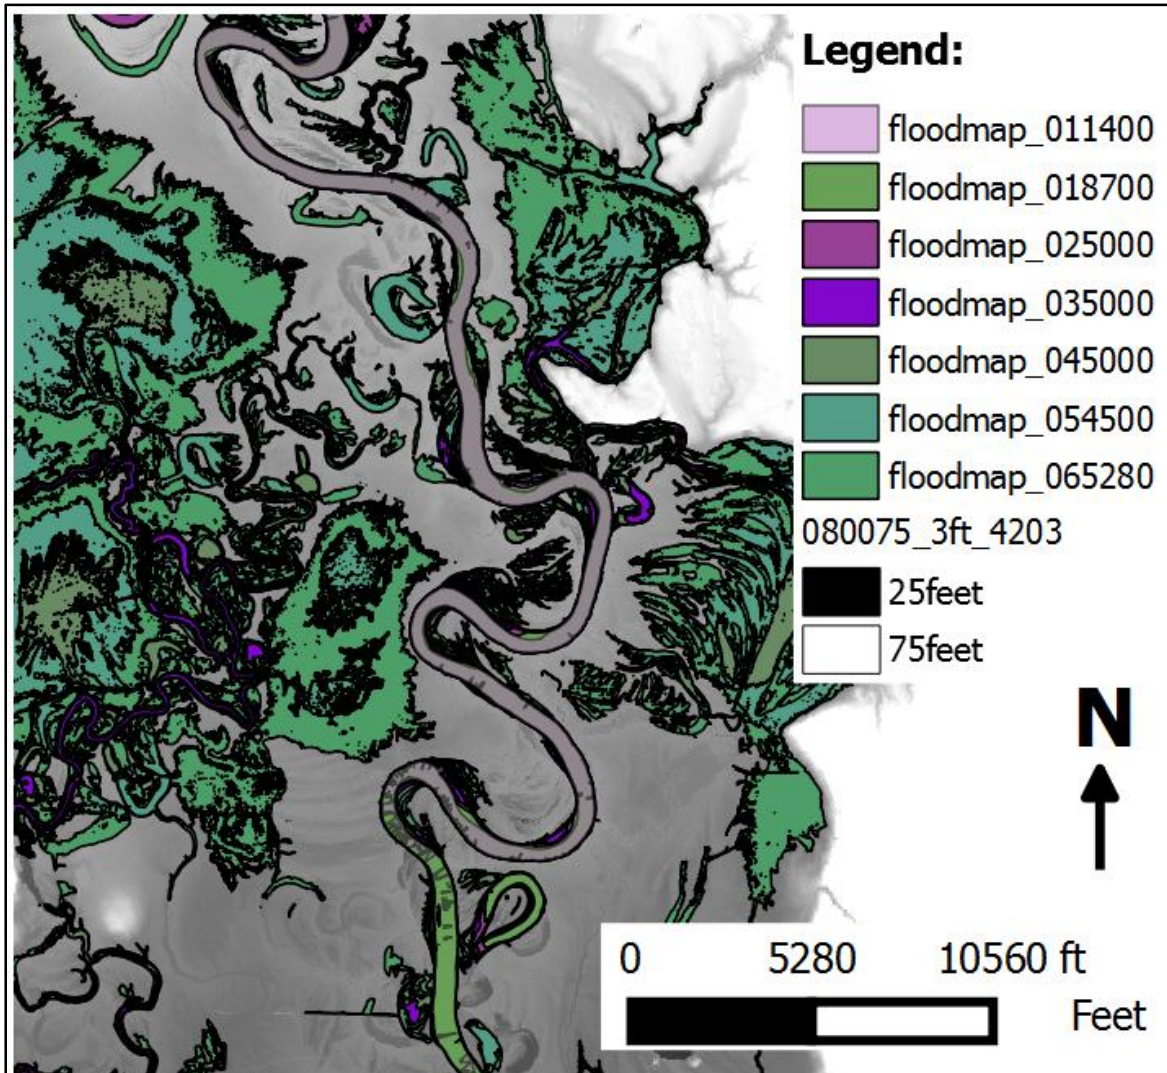 Legend:
floodmap_011400
floodmap_018700
floodmap_025000
floodmap_035000
floodmap_045000
floodmap_054500
floodmap_065280
080075_3ft_4203
25feet
75feet
N
0 5280 10560 ft
Feet